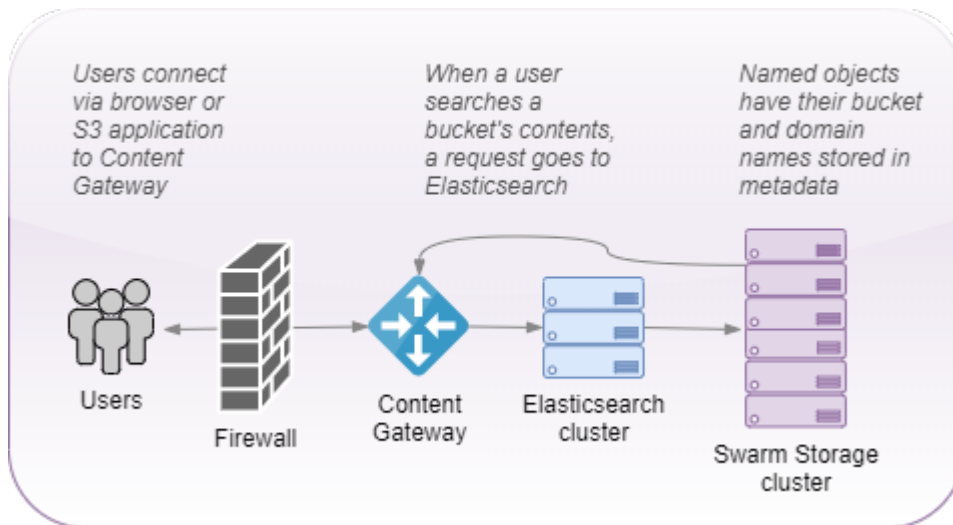 Users connect
via browser or
S3 application
to Content
Gateway
When a user
searches a
bucket's contents,
a request goes to
Elasticsearch
Named objects
have their bucket
and domain
names stored in
metadata
Users
Firewall
Content
Gateway
Elasticsearch
cluster
Swarm Storage
cluster